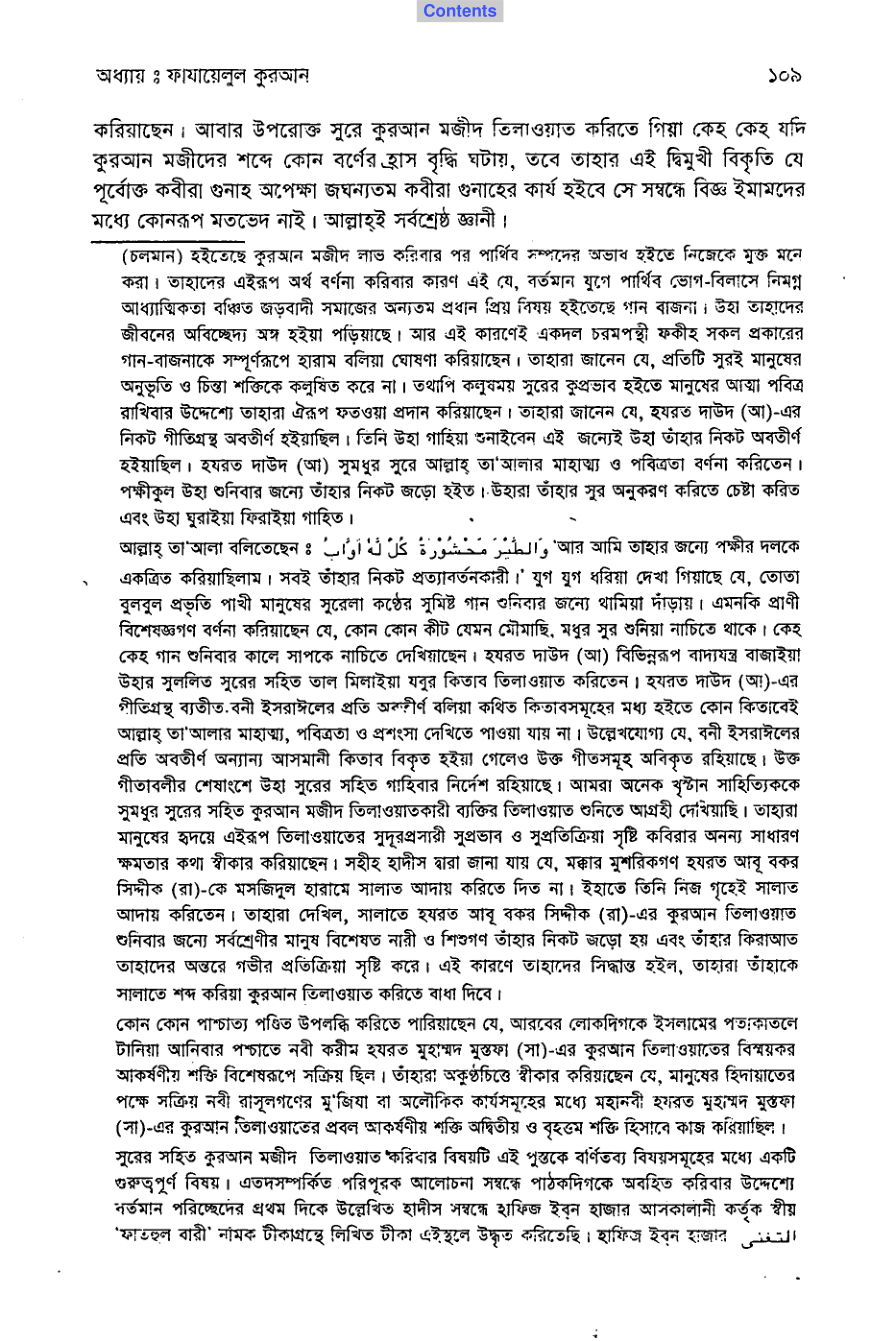 Contents
অধ্যায় ঃ ফাযায়েলুল কুরআন ১০৯
করিয়াছেন। আবার উপরোক্ত সুরে কুরআন মজীদ তিলাওয়াত করিতে গিয়া কেহ কেহ যদি
কুরআন মজীদের শব্দে কোন বর্ণের হ্রাস বৃদ্ধি ঘটায়, তবে তাহার এই দ্বিমুখী বিকৃতি যে
পূর্বোক্ত কবীরা গুনাহ অপেক্ষা জঘন্যতম কবীরা গুনাহের কার্য হইবে সে সম্বন্ধে বিজ্ঞ ইমামদের
মধ্যে কোনরূপ মতভেদ নাই। আল্লাহ্ই সর্বশ্রেষ্ঠ জ্ঞানী।
(চলমান) হইতেছে কুরআন মজীদ লাভ করিবার পর পার্থিব সম্পদের অভাব হইতে নিজেকে মুক্ত মনে
করা। তাহাদের এইরূপ অর্থ বর্ণনা করিবার কারণ এই যে, বর্তমান যুগে পার্থিব ভোগ-বিলাসে নিমগ্ন
আধ্যাত্মিকতা বঞ্চিত জড়বাদী সমাজের অন্যতম প্রধান প্রিয় বিষয় হইতেছে গান বাজনা। উহা তাহাদের
জীবনের অবিচ্ছেদ্য অঙ্গ হইয়া পড়িয়াছে। আর এই কারণেই একদল চরমপন্থী ফকীহ সকল প্রকারের
গান-বাজনাকে সম্পূর্ণরূপে হারাম বলিয়া ঘোষণা করিয়াছেন। তাহারা জানেন যে, প্রতিটি সুরই মানুষের
অনুভূতি ও চিন্তা শক্তিকে কলুষিত করে না। তথাপি কলুষময় সুরের কুপ্রভাব হইতে মানুষের আত্মা পবিত্র
রাখিবার উদ্দেশ্যে তাহারা ঐরূপ ফতওয়া প্রদান করিয়াছেন। তাহারা জানেন যে, হযরত দাউদ (আ)-এর
নিকট গীতিগ্রন্থ অবতীর্ণ হইয়াছিল। তিনি উহা গাহিয়া শুনাইবেন এই জন্যেই উহা তাঁহার নিকট অবতীর্ণ
হইয়াছিল। হযরত দাউদ (আ) সুমধুর সুরে আল্লাহ্ তা'আলার মাহাত্ম্য ও পবিত্রতা বর্ণনা করিতেন।
পক্ষীকুল উহা শুনিবার জন্যে তাঁহার নিকট জড়ো হইত। উহারা তাঁহার সুর অনুকরণ করিতে চেষ্টা করিত
এবং উহা ঘুরাইয়া ফিরাইয়া গাহিত।
আল্লাহ্ তা'আলা বলিতেছেন ঃ وَالطَّيْرَ مَحْشُوْرَةً كُلٌّ لَّهٗ اَوَّابٌ 'আর আমি তাহার জন্যে পক্ষীর দলকে
একত্রিত করিয়াছিলাম। সবই তাঁহার নিকট প্রত্যাবর্তনকারী।' যুগ যুগ ধরিয়া দেখা গিয়াছে যে, তোতা
বুলবুল প্রভৃতি পাখী মানুষের সুরেলা কণ্ঠের সুমিষ্ট গান শুনিবার জন্যে থামিয়া দাঁড়ায়। এমনকি প্রাণী
বিশেষজ্ঞগণ বর্ণনা করিয়াছেন যে, কোন কোন কীট যেমন মৌমাছি, মধুর সুর শুনিয়া নাচিতে থাকে। কেহ
কেহ গান শুনিবার কালে সাপকে নাচিতে দেখিয়াছেন। হযরত দাউদ (আ) বিভিন্নরূপ বাদ্যযন্ত্র বাজাইয়া
উহার সুললিত সুরের সহিত তাল মিলাইয়া যবুর কিতাব তিলাওয়াত করিতেন। হযরত দাউদ (আ)-এর
গীতিগ্রন্থ ব্যতীত বনী ইসরাঈলের প্রতি অবতীর্ণ বলিয়া কথিত কিতাবসমূহের মধ্য হইতে কোন কিতাবেই
আল্লাহ্ তা'আলার মাহাত্ম্য, পবিত্রতা ও প্রশংসা দেখিতে পাওয়া যায় না। উল্লেখযোগ্য যে, বনী ইসরাঈলের
প্রতি অবতীর্ণ অন্যান্য আসমানী কিতাব বিকৃত হইয়া গেলেও উক্ত গীতসমূহ অবিকৃত রহিয়াছে। উক্ত
গীতাবলীর শেষাংশে উহা সুরের সহিত গাহিবার নির্দেশ রহিয়াছে। আমরা অনেক খৃস্টান সাহিত্যিককে
সুমধুর সুরের সহিত কুরআন মজীদ তিলাওয়াতকারী ব্যক্তির তিলাওয়াত শুনিতে আগ্রহী দেখিয়াছি। তাহারা
মানুষের হৃদয়ে এইরূপ তিলাওয়াতের সুদূরপ্রসারী সুপ্রভাব ও সুপ্রতিক্রিয়া সৃষ্টি কবিরার অনন্য সাধারণ
ক্ষমতার কথা স্বীকার করিয়াছেন। সহীহ হাদীস দ্বারা জানা যায় যে, মক্কার মুশরিকগণ হযরত আবূ বকর
সিদ্দীক (রা)-কে মসজিদুল হারামে সালাত আদায় করিতে দিত না। ইহাতে তিনি নিজ গৃহেই সালাত
আদায় করিতেন। তাহারা দেখিল, সালাতে হযরত আবূ বকর সিদ্দীক (রা)-এর কুরআন তিলাওয়াত
শুনিবার জন্যে সর্বশ্রেণীর মানুষ বিশেষত নারী ও শিশুগণ তাঁহার নিকট জড়ো হয় এবং তাঁহার কিরাআত
তাহাদের অন্তরে গভীর প্রতিক্রিয়া সৃষ্টি করে। এই কারণে তাহাদের সিদ্ধান্ত হইল, তাহারা তাঁহাকে
সালাতে শব্দ করিয়া কুরআন তিলাওয়াত করিতে বাধা দিবে।
কোন কোন পাশ্চাত্য পণ্ডিত উপলব্ধি করিতে পারিয়াছেন যে, আরবের লোকদিগকে ইসলামের পতাকাতলে
টানিয়া আনিবার পশ্চাতে নবী করীম হযরত মুহাম্মদ মুস্তফা (সা)-এর কুরআন তিলাওয়াতের বিস্ময়কর
আকর্ষণীয় শক্তি বিশেষরূপে সক্রিয় ছিল। তাঁহারা অকুণ্ঠচিত্তে স্বীকার করিয়াছেন যে, মানুষের হিদায়াতের
পক্ষে সক্রিয় নবী রাসূলগণের মু'জিযা বা অলৌকিক কার্যসমূহের মধ্যে মহানবী হযরত মুহাম্মদ মুস্তফা
(সা)-এর কুরআন তিলাওয়াতের প্রবল আকর্ষণীয় শক্তি অদ্বিতীয় ও বৃহত্তম শক্তি হিসাবে কাজ করিয়াছিল।
সুরের সহিত কুরআন মজীদ তিলাওয়াত করিবার বিষয়টি এই পুস্তকে বর্ণিতব্য বিষয়সমূহের মধ্যে একটি
গুরুত্বপূর্ণ বিষয়। এতদসম্পর্কিত পরিপূরক আলোচনা সম্বন্ধে পাঠকদিগকে অবহিত করিবার উদ্দেশ্যে
বর্তমান পরিচ্ছেদের প্রথম দিকে উল্লেখিত হাদীস সম্বন্ধে হাফিজ ইব্‌ন হাজার আসকালানী কর্তৃক স্বীয়
'ফাতহুল বারী' নামক টীকাগ্রন্থে লিখিত টীকা এইস্থলে উদ্ধৃত করিতেছি। হাফিজ ইব্‌ন হাজার التغنى